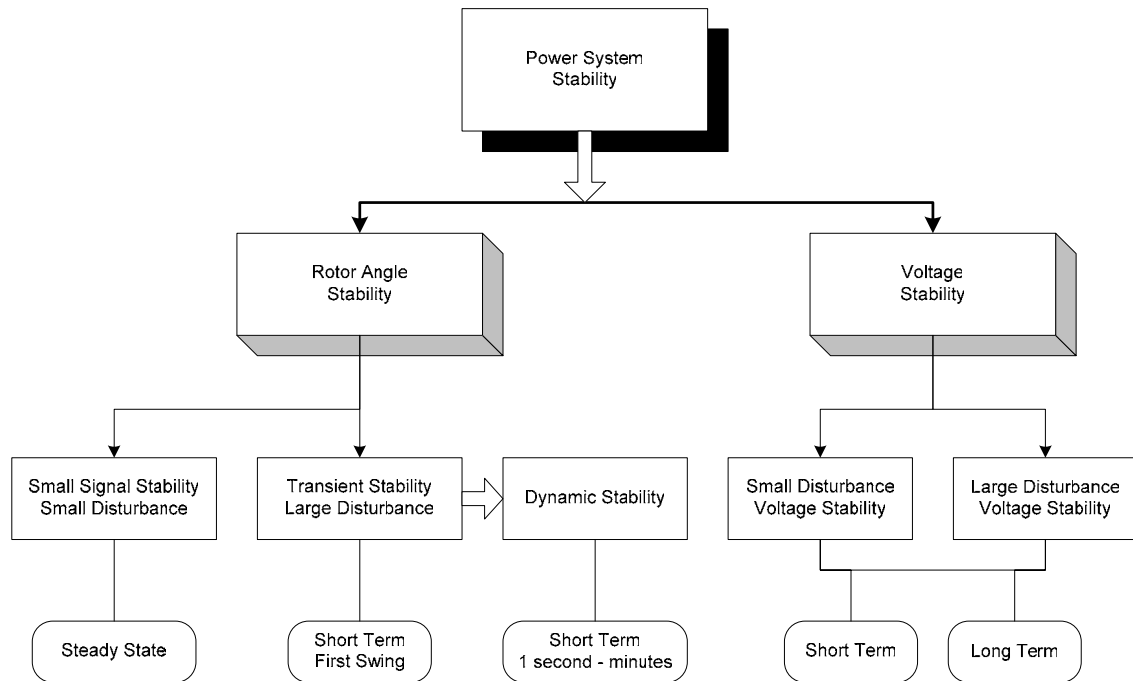 Power System
Stability
Rotor Angle
Stability
Voltage
Stability
Small Signal Stability
Small Disturbance
Transient Stability
Large Disturbance
Dynamic Stability
Small Disturbance
Voltage Stability
Large Disturbance
Voltage Stability
Steady State
Short Term
First Swing
Short Term
1 second - minutes
Short Term
Long Term